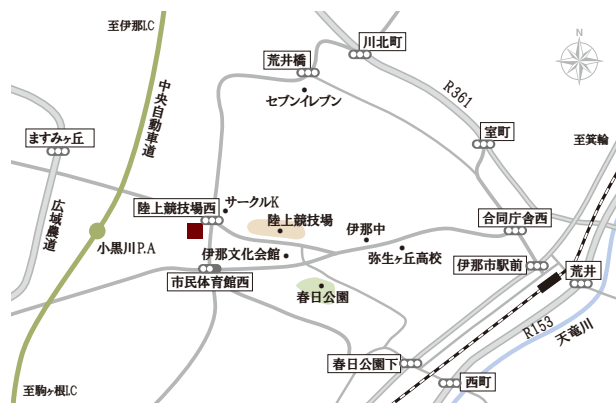 至伊那I.C
川北町
N
荒井橋
セブンイレブン
R361
中央自動車道
ますみヶ丘
室町
至箕輪
サークルK
陸上競技場西
陸上競技場
伊那中
合同庁舎西
広域農道
小黒川P.A
伊那文化会館
弥生ヶ丘高校
伊那市駅前
荒井
市民体育館西
春日公園
R153
天竜川
春日公園下
西町
至駒ヶ根I.C